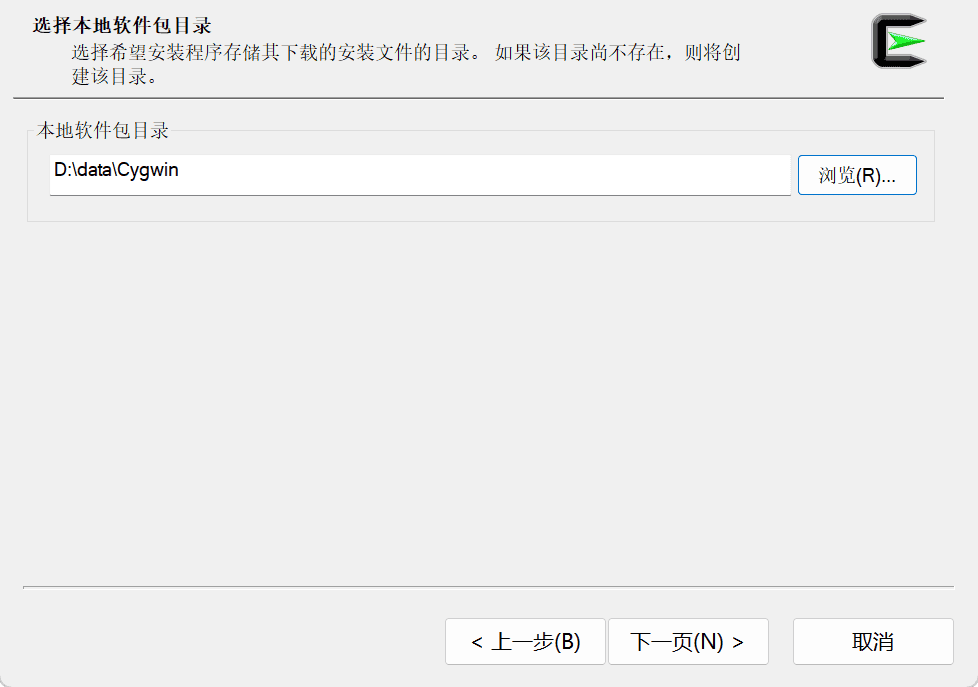 选择本地软件包目录
选择希望安装程序存储其下载的安装文件的目录。 如果该目录尚不存在，则将创
建该目录。
本地软件包目录
D:\data\Cygwin
浏览(R)...
< 上一步(B)
下一页(N) >
取消